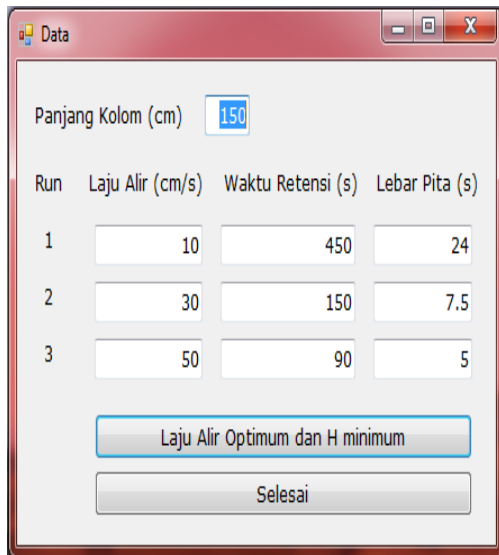 Data
Panjang Kolom (cm) 150
Run Laju Alir (cm/s) Waktu Retensi (s) Lebar Pita (s)
1 10 450 24
2 30 150 7.5
3 50 90 5
Laju Alir Optimum dan H minimum
Selesai